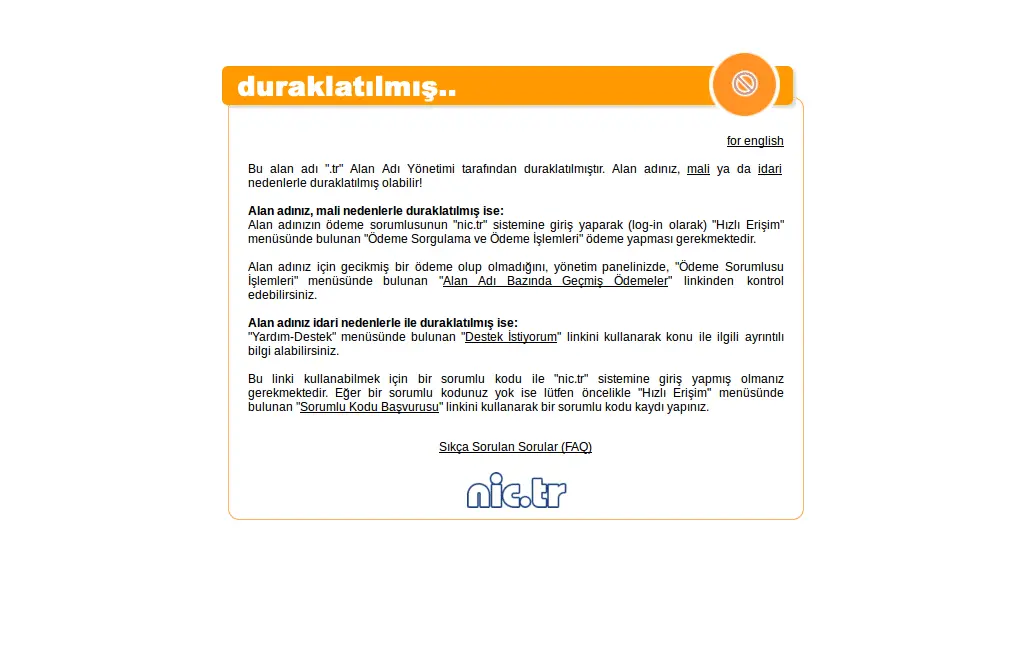 duraklatılmış..
for english
Bu alan adı ".tr" Alan Adı Yönetimi tarafından duraklatılmıştır. Alan adınız, mali ya da idari
nedenlerle duraklatılmış olabilir!
Alan adınız, mali nedenlerle duraklatılmış ise:
Alan adınızın ödeme sorumlusunun "nic.tr" sistemine giriş yaparak (log-in olarak) "Hızlı Erişim"
menüsünde bulunan "Ödeme Sorgulama ve Ödeme İşlemleri" ödeme yapması gerekmektedir.
Alan adınız için gecikmiş bir ödeme olup olmadığını, yönetim panelinizde, "Ödeme Sorumlusu
İşlemleri" menüsünde bulunan "Alan Adı Bazında Geçmiş Ödemeler" linkinden kontrol
edebilirsiniz.
Alan adınız idari nedenlerle ile duraklatılmış ise:
"Yardım-Destek" menüsünde bulunan "Destek İstiyorum" linkini kullanarak konu ile ilgili ayrıntılı
bilgi alabilirsiniz.
Bu linki kullanabilmek için bir sorumlu kodu ile "nic.tr" sistemine giriş yapmış olmanız
gerekmektedir. Eğer bir sorumlu kodunuz yok ise lütfen öncelikle "Hızlı Erişim" menüsünde
bulunan "Sorumlu Kodu Başvurusu" linkini kullanarak bir sorumlu kodu kaydı yapınız.
Sıkça Sorulan Sorular (FAQ)
nic.tr